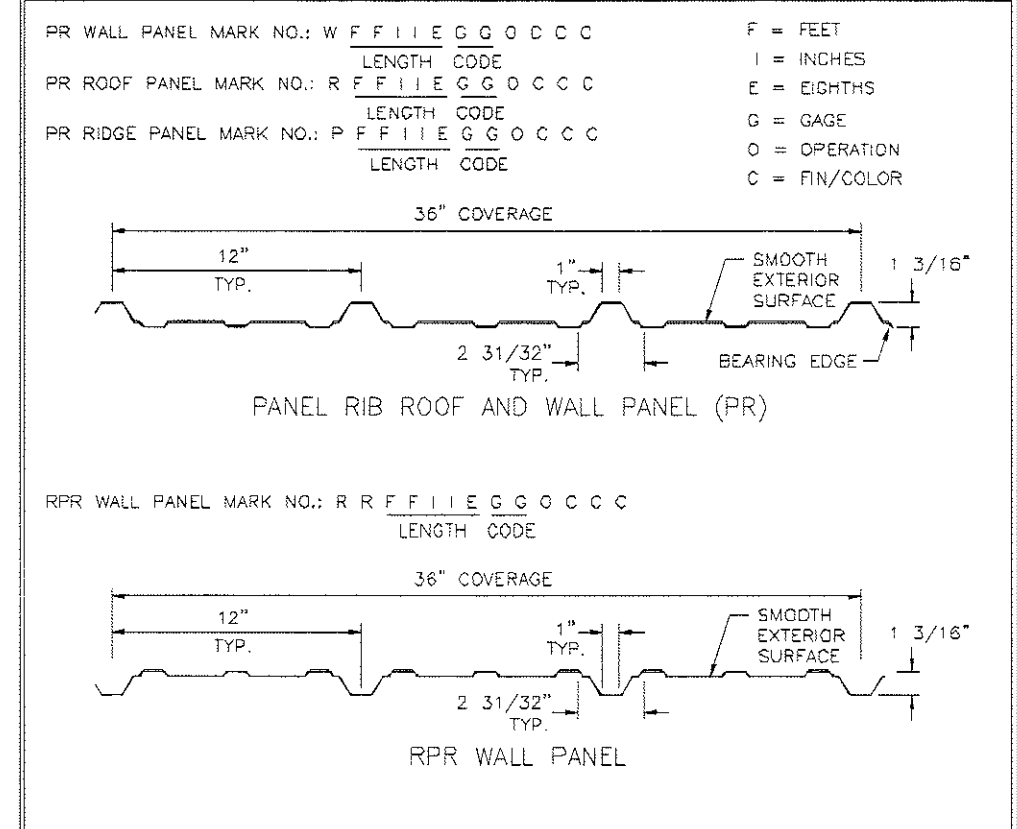 PR WALL PANEL MARK NO.: W F F I I E G G O C C C
LENGTH CODE
PR ROOF PANEL MARK NO.: R F F I I E G G O C C C
LENGTH CODE
PR RIDGE PANEL MARK NO.: P F F I I E G G O C C C
LENGTH CODE
F = FEET
I = INCHES
E = EIGHTHS
G = GAGE
O = OPERATION
C = FIN/COLOR
36" COVERAGE
12"
TYP.
1"
TYP.
SMOOTH
EXTERIOR
SURFACE
1 3/16"
2 31/32"
TYP.
BEARING EDGE
PANEL RIB ROOF AND WALL PANEL (PR)
RPR WALL PANEL MARK NO.: R R F F I I E G G O C C C
LENGTH CODE
36" COVERAGE
12"
TYP.
1"
TYP.
SMOOTH
EXTERIOR
SURFACE
1 3/16"
2 31/32"
TYP.
RPR WALL PANEL